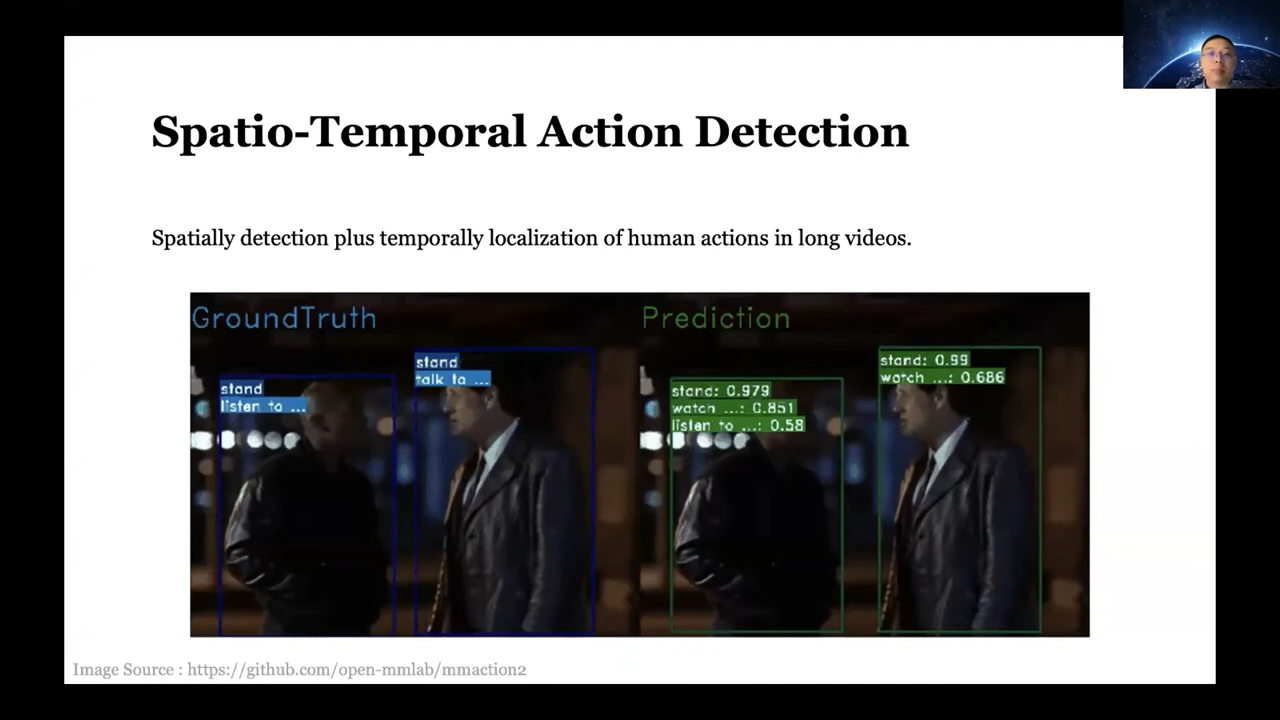 Spatio-Temporal Action Detection
Spatially detection plus temporally localization of human actions in long videos.
GroundTruth
Prediction
stand
listen to ...
stand
talk to ...
stand: 0.979
watch ...: 0.851
listen to ...: 0.58
stand: 0.99
watch ...: 0.686
Image Source : https://github.com/open-mmlab/mmaction2